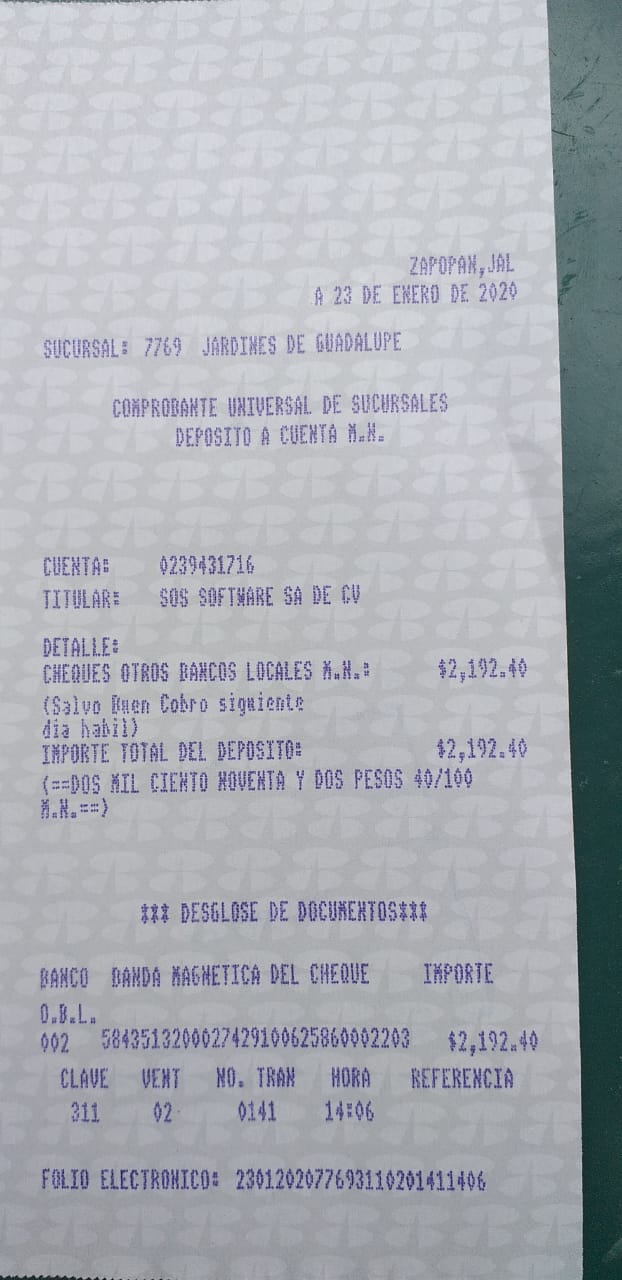 ZAPOPAN,JAL
A 23 DE ENERO DE 2020
SUCURSAL: 7769 JARDINES DE GUADALUPE
COMPROBANTE UNIVERSAL DE SUCURSALES
DEPOSITO A CUENTA M.N.
CUENTA: 0239431716
TITULAR: SOS SOFTWARE SA DE CV
DETALLE:
CHEQUES OTROS BANCOS LOCALES M.N.: $2,192.40
(Salvo Buen Cobro siguiente
dia habil)
IMPORTE TOTAL DEL DEPOSITO: $2,192.40
(==DOS MIL CIENTO NOVENTA Y DOS PESOS 40/100
M.N.==)
*** DESGLOSE DE DOCUMENTOS***
BANCO BANDA MAGNETICA DEL CHEQUE IMPORTE
O.B.L.
002 5843513200027429100625860002203 $2,192.40
CLAVE VENT NO. TRAN HORA REFERENCIA
311 02 0141 14:06
FOLIO ELECTRONICO: 23012020776931102014​11406